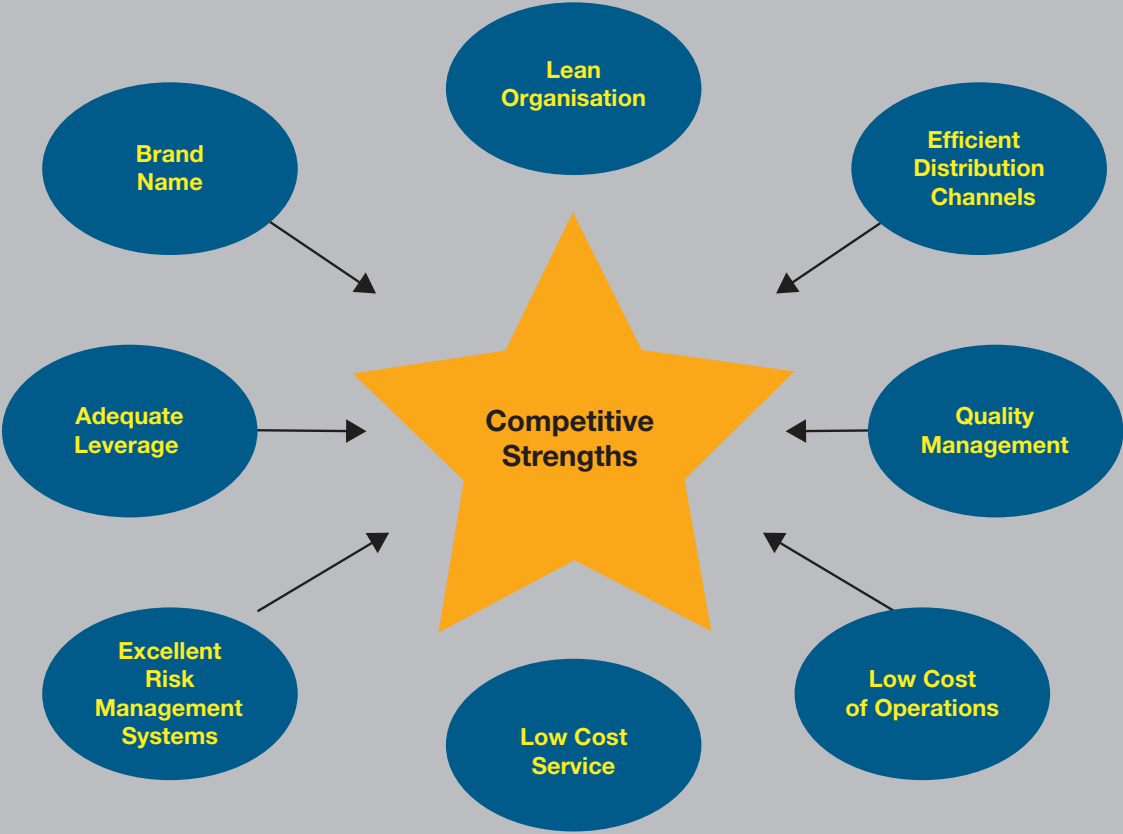 Lean
Organisation
Brand
Name
Efficient
Distribution
Channels
Adequate
Leverage
Competitive
Strengths
Quality
Management
Excellent
Risk
Management
Systems
Low Cost
Service
Low Cost
of Operations